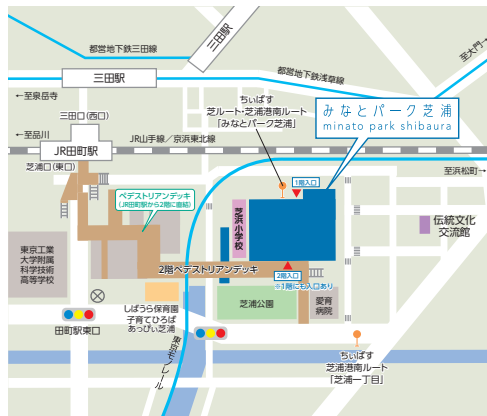 三田駅
都営地下鉄三田線
至大門→
三田駅
都営地下鉄浅草線
←至泉岳寺
ちぃばす
芝ルート・芝浦港南ルート
「みなとパーク芝浦」
みなとパーク芝浦
minato park shibaura
三田口(西口)
←至品川
JR山手線／京浜東北線
JR田町駅
芝浦口(東口)
至浜松町→
1階入口
ペデストリアンデッキ
(JR田町駅から2階に直結)
芝浜小学校
伝統文化
交流館
東京工業
大学附属
科学技術
高等学校
2階ペデストリアンデッキ
2階入口
※1階にも入口あり
しばうら保育園
子育てひろば
あっぴぃ芝浦
芝浦公園
愛育
病院
田町駅東口
東京モノレール
ちぃばす
芝浦港南ルート
「芝浦一丁目」